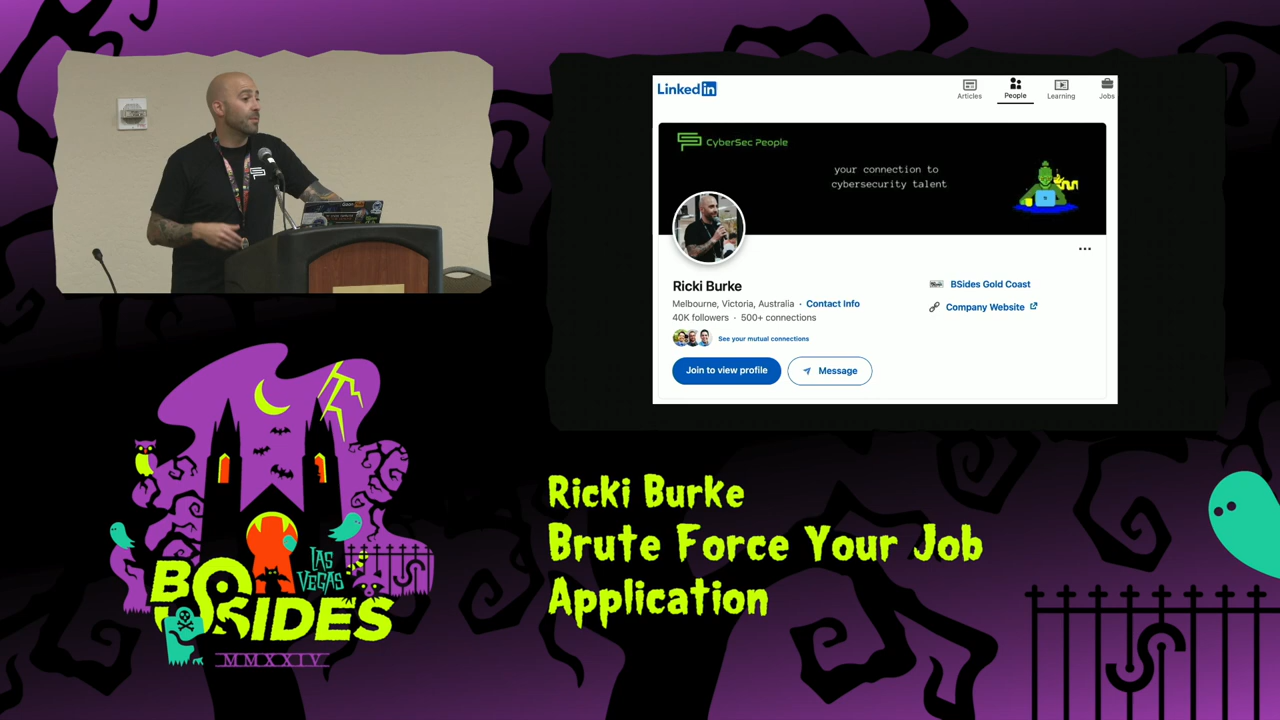 LinkedIn
Articles
People
Learning
Jobs
CyberSec People
your connection to
cybersecurity talent
Ricki Burke
Melbourne, Victoria, Australia · Contact Info
40K followers · 500+ connections
See your mutual connections
Join to view profile
Message
BSides Gold Coast
Company Website
Ricki Burke
Brute Force Your Job
Application
LAS
VEGAS
BSIDES
MMXXIV